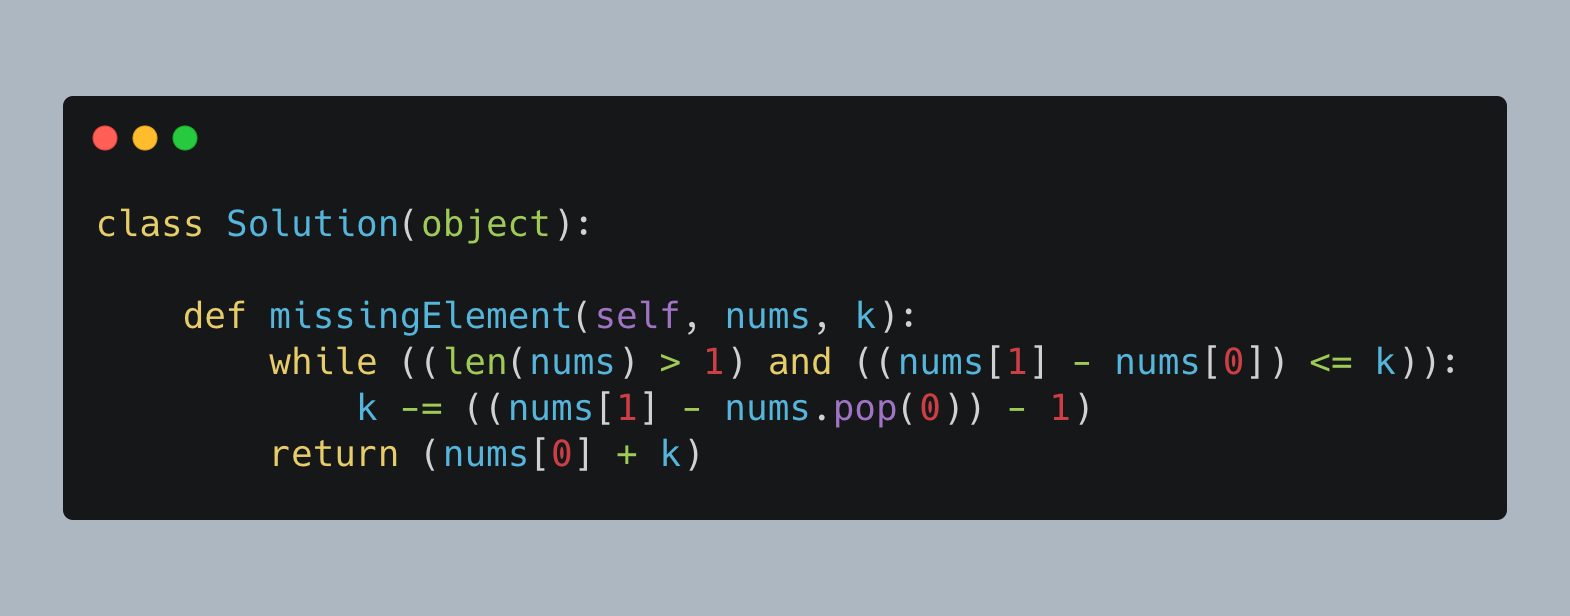 class Solution(object):
    def missingElement(self, nums, k):
        while ((len(nums) > 1) and ((nums[1] - nums[0]) <= k)):
            k -= ((nums[1] - nums.pop(0)) - 1)
        return (nums[0] + k)